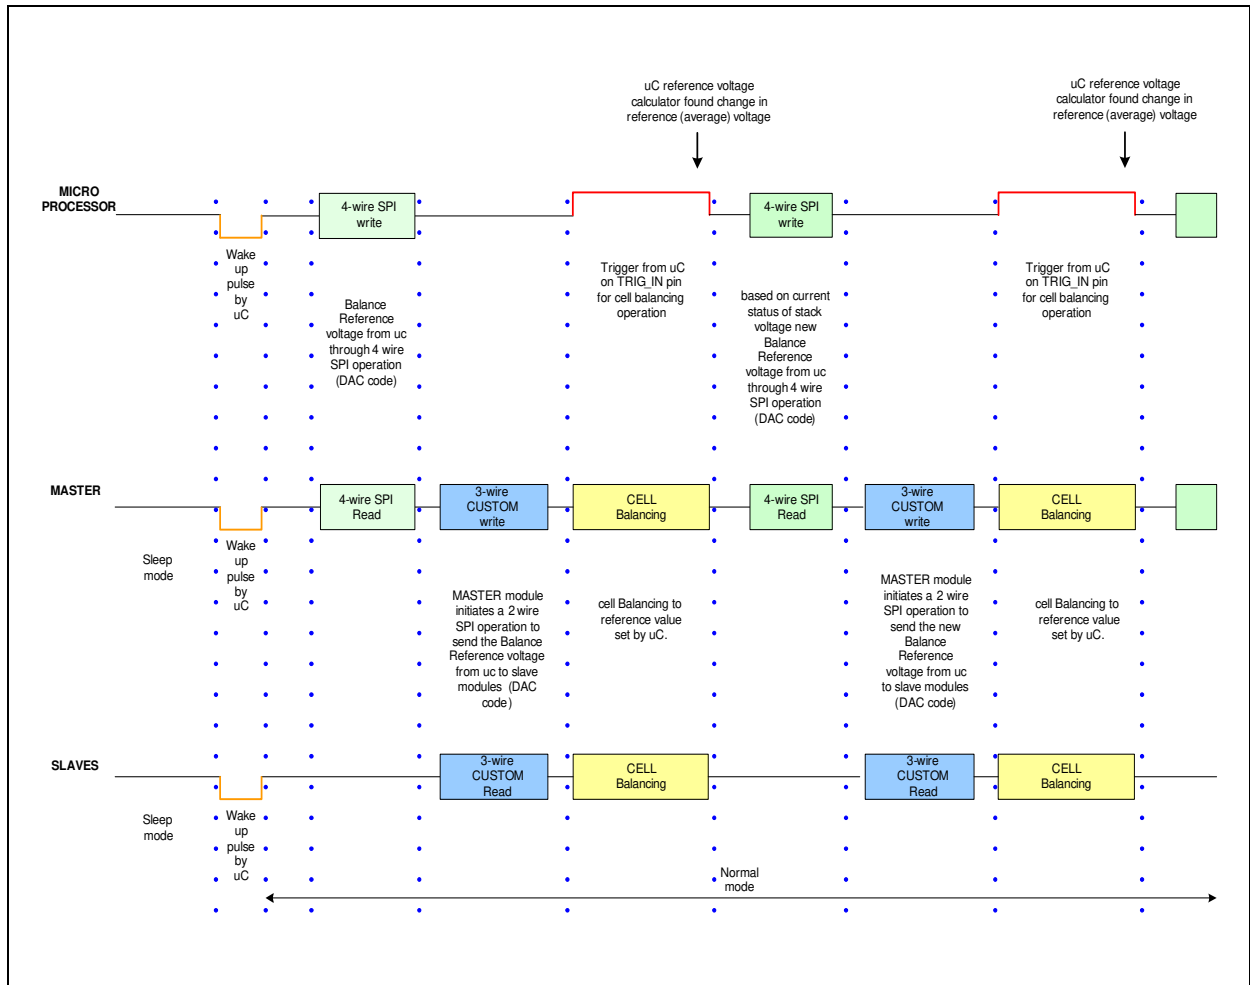 uC reference voltage
calculator found change in
reference (average) voltage
uC reference voltage
calculator found change in
reference (average) voltage
MICRO
PROCESSOR
4-wire SPI
write
4-wire SPI
write
Wake
up
pulse
by
uC
Balance
Reference
voltage from uc
through 4 wire
SPI operation
(DAC code)
Trigger from uC
on TRIG_IN pin
for cell balancing
operation
based on current
status of stack
voltage new
Balance
Reference
voltage from uc
through 4 wire
SPI operation
(DAC code)
Trigger from uC
on TRIG_IN pin
for cell balancing
operation
MASTER
4-wire SPI
Read
3-wire
CUSTOM
write
CELL
Balancing
4-wire SPI
Read
3-wire
CUSTOM
write
CELL
Balancing
Sleep
mode
Wake
up
pulse
by
uC
MASTER module
initiates a 2 wire
SPI operation to
send the Balance
Reference voltage
from uc to slave
modules (DAC
code)
cell Balancing to
reference value
set by uC.
MASTER module
initiates a 2 wire
SPI operation to
send the new
Balance
Reference
voltage from uc
to slave modules
(DAC code)
cell Balancing to
reference value
set by uC.
SLAVES
3-wire
CUSTOM
Read
CELL
Balancing
3-wire
CUSTOM
Read
CELL
Balancing
Sleep
mode
Wake
up
pulse
by
uC
Normal
mode